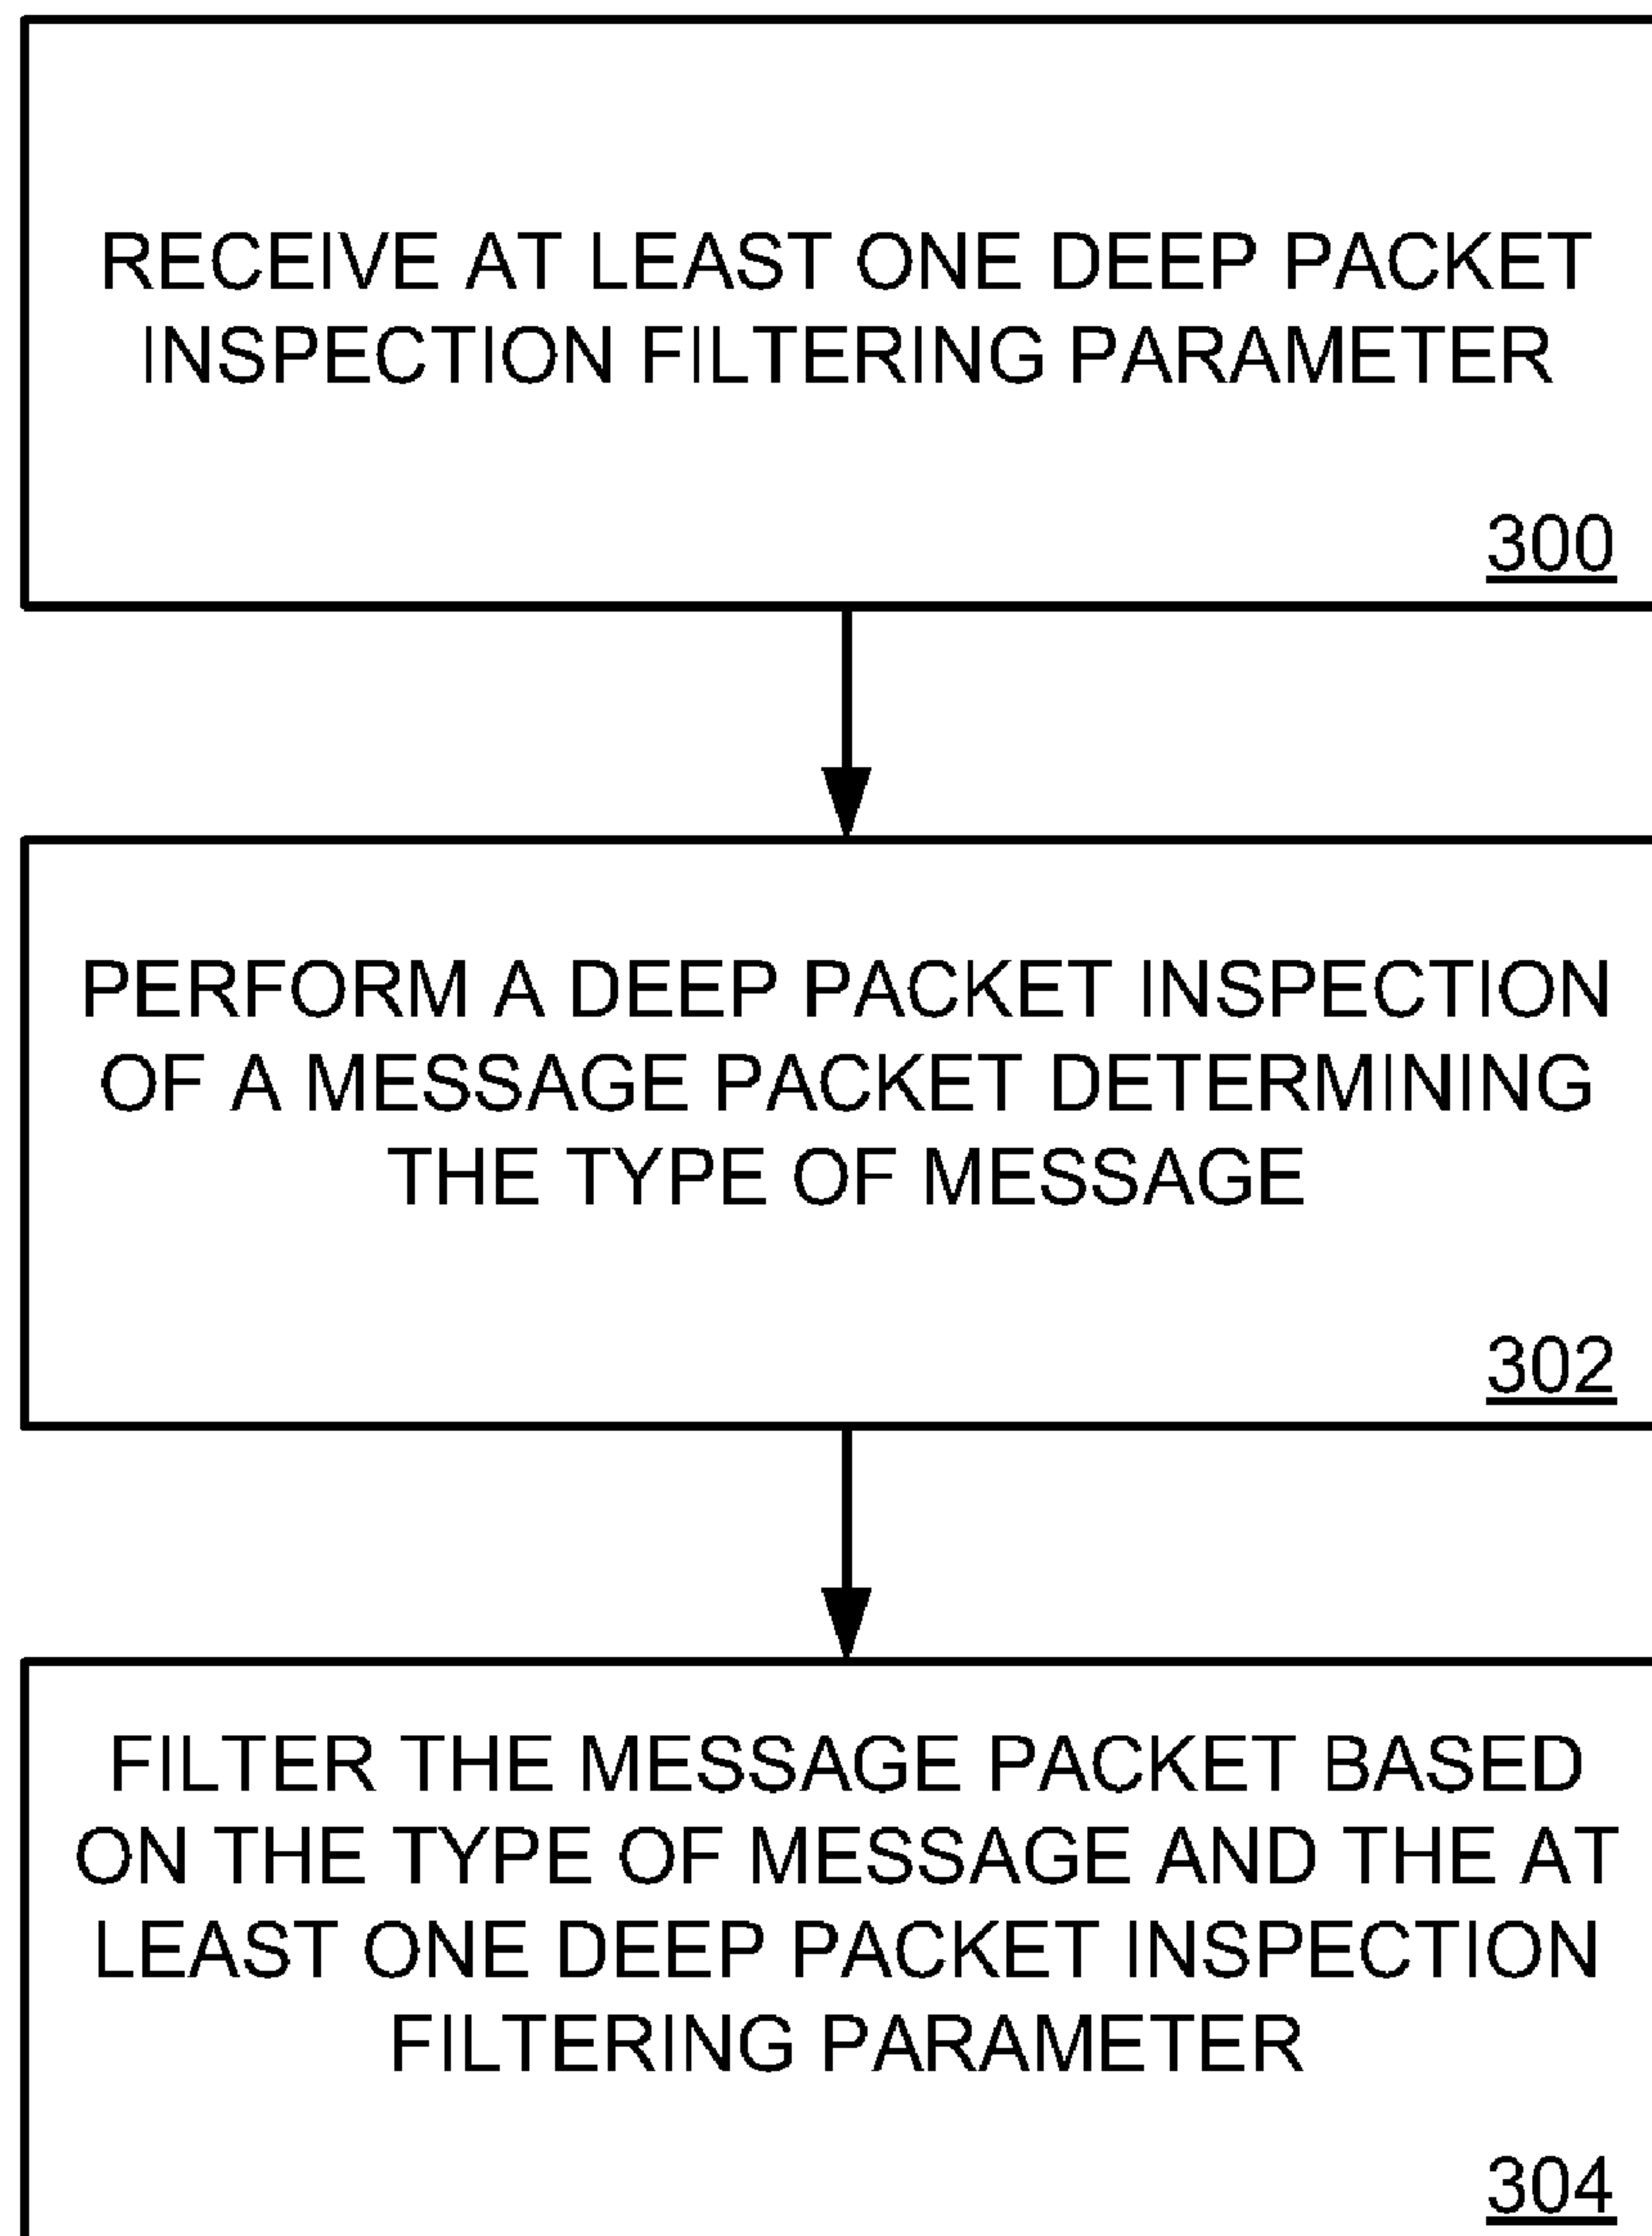 RECEIVE AT LEAST ONE DEEP PACKET
INSPECTION FILTERING PARAMETER
300
PERFORM A DEEP PACKET INSPECTION
OF A MESSAGE PACKET DETERMINING
THE TYPE OF MESSAGE
302
FILTER THE MESSAGE PACKET BASED
ON THE TYPE OF MESSAGE AND THE AT
LEAST ONE DEEP PACKET INSPECTION
FILTERING PARAMETER
304